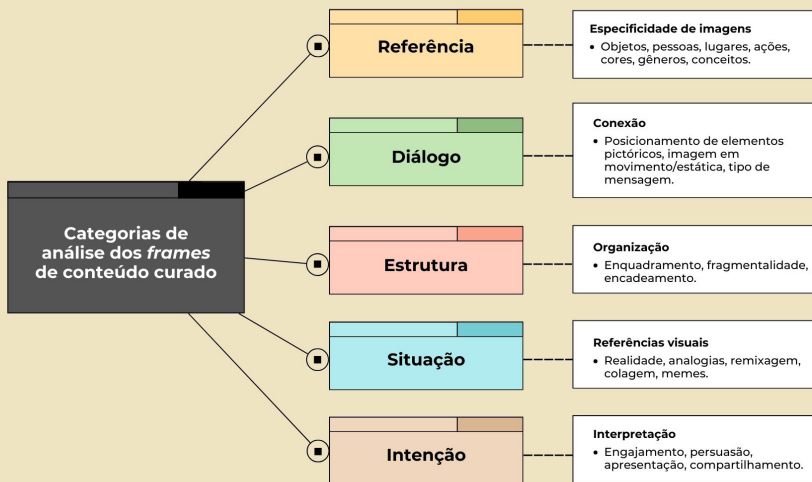 Categorias de
análise dos frames
de conteúdo curado
Referência
Especificidade de imagens
• Objetos, pessoas, lugares, ações,
cores, gêneros, conceitos.
Diálogo
Conexão
• Posicionamento de elementos
pictóricos, imagem em
movimento/estática, tipo de
mensagem.
Estrutura
Organização
• Enquadramento, fragmentalidade,
encadeamento.
Situação
Referências visuais
• Realidade, analogias, remixagem,
colagem, memes.
Intenção
Interpretação
• Engajamento, persuasão,
apresentação, compartilhamento.